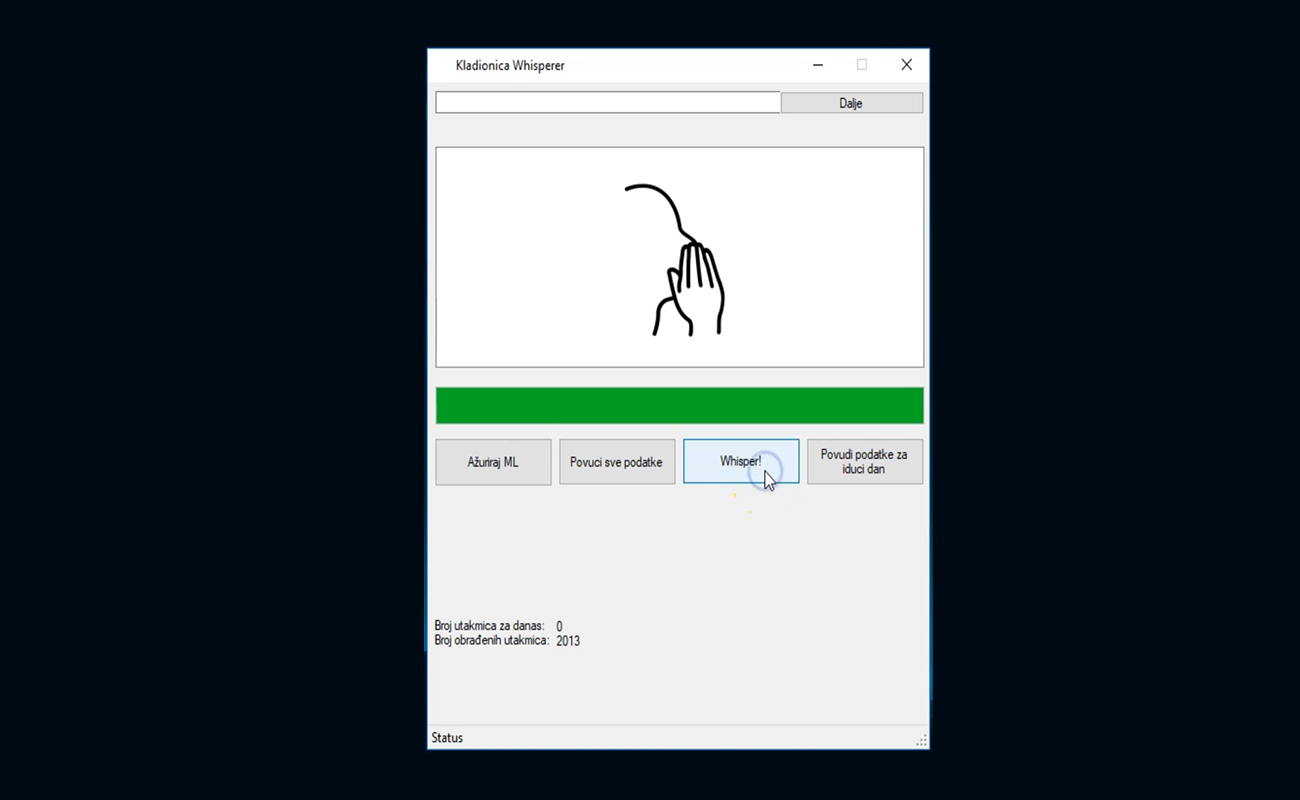 Kladionica Whisperer
Dalje
Ažuriraj ML
Povuci sve podatke
Whisper!
Povudi podatke za
iduci dan
Broj utakmica za danas: 0
Broj obrađenih utakmica: 2013
Status